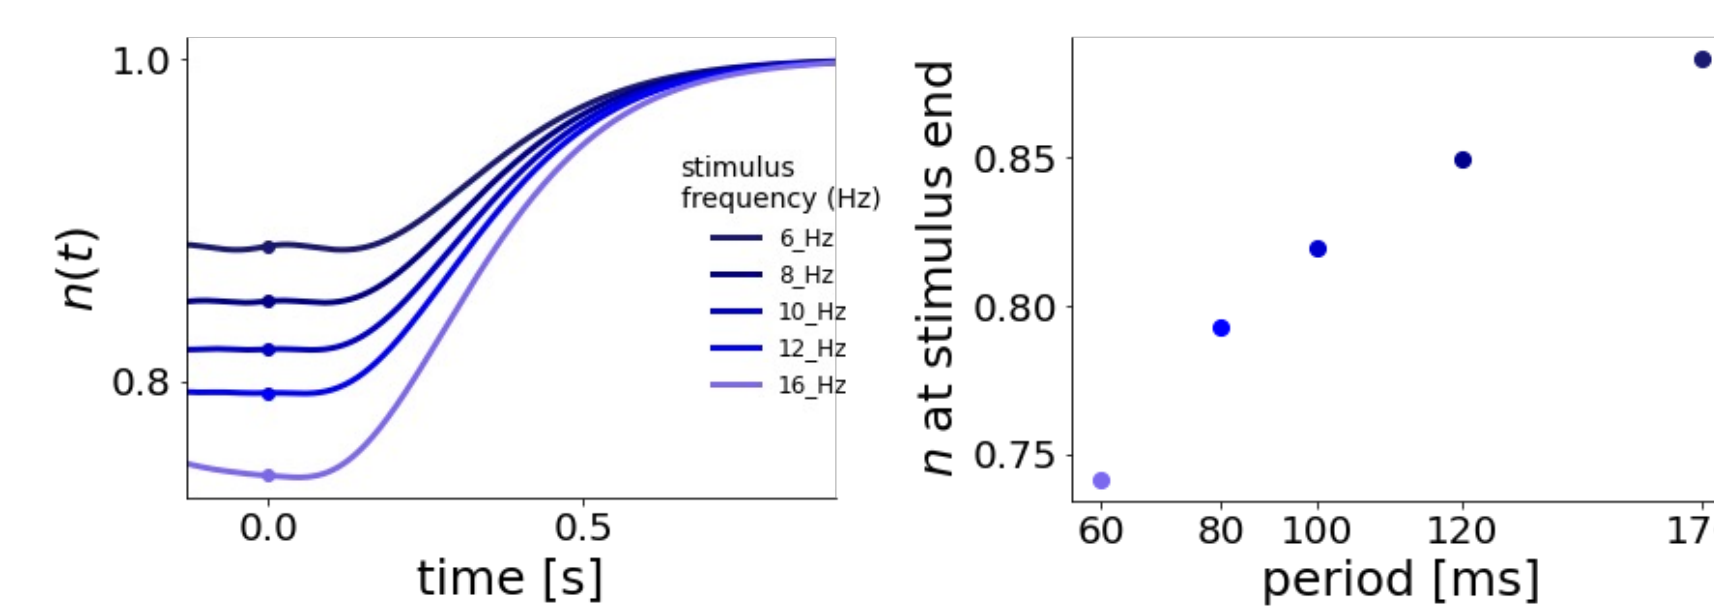 1.0
0.8
n(t)
0.0
0.5
time [s]
stimulus
frequency (Hz)
6_Hz
8_Hz
10_Hz
12_Hz
16_Hz
n at stimulus end
0.85
0.80
0.75
60
80
100
120
17
period [ms]